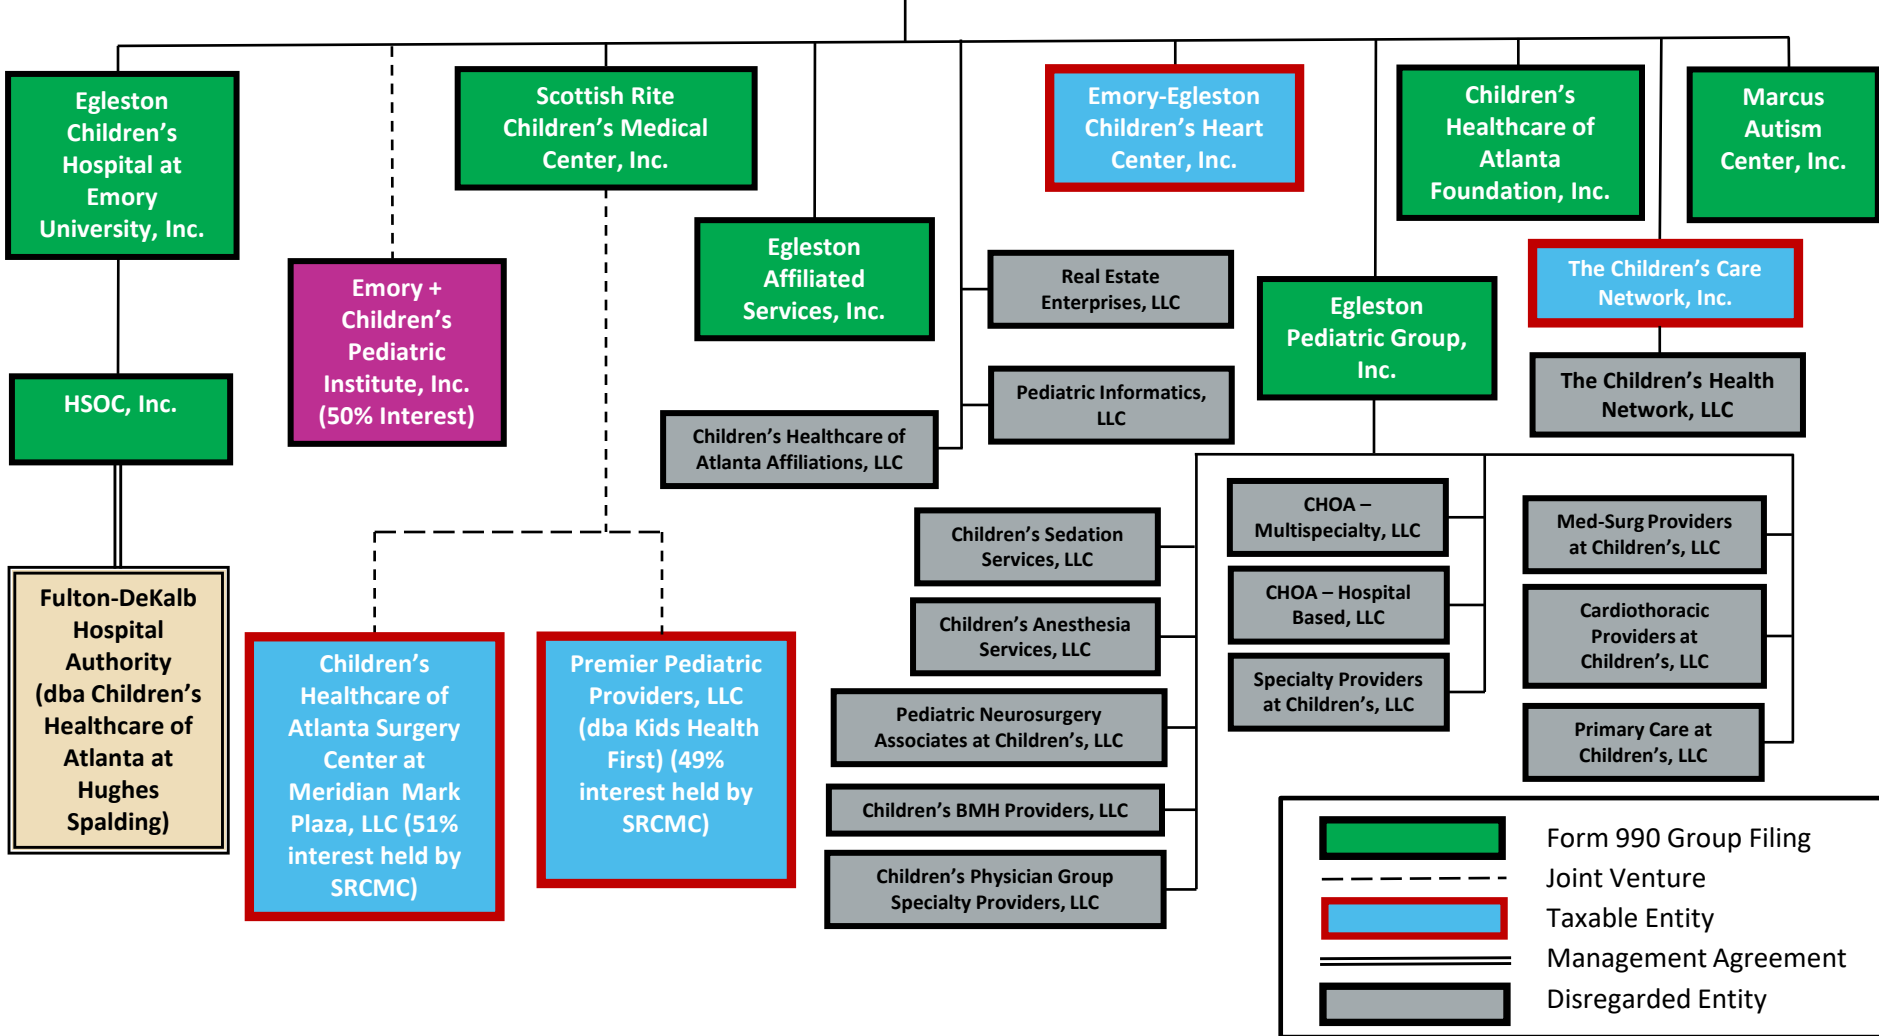 Egleston
Children's
Hospital at
Emory
University, Inc.
Scottish Rite
Children's Medical
Center, Inc.
Emory-Egleston
Children's Heart
Center, Inc.
Children's
Healthcare of
Atlanta
Foundation, Inc.
Marcus
Autism
Center, Inc.
Emory +
Children's
Pediatric
Institute, Inc.
(50% Interest)
Egleston
Affiliated
Services, Inc.
Real Estate
Enterprises, LLC
Egleston
Pediatric Group,
Inc.
The Children's Care
Network, Inc.
The Children's Health
Network, LLC
HSOC, Inc.
Pediatric Informatics,
LLC
Children's Healthcare of
Atlanta Affiliations, LLC
Fulton-DeKalb
Hospital
Authority
(dba Children's
Healthcare of
Atlanta at
Hughes
Spalding)
Children's
Healthcare of
Atlanta Surgery
Center at
Meridian  Mark
Plaza, LLC (51%
interest held by
SRCMC)
Premier Pediatric
Providers, LLC
(dba Kids Health
First) (49%
interest held by
SRCMC)
Children's Sedation
Services, LLC
Children's Anesthesia
Services, LLC
Pediatric Neurosurgery
Associates at Children's, LLC
Children's BMH Providers, LLC
Children's Physician Group
Specialty Providers, LLC
CHOA –
Multispecialty, LLC
CHOA – Hospital
Based, LLC
Specialty Providers
at Children's, LLC
Med-Surg Providers
at Children's, LLC
Cardiothoracic
Providers at
Children's, LLC
Primary Care at
Children's, LLC
Form 990 Group Filing
Joint Venture
Taxable Entity
Management Agreement
Disregarded Entity